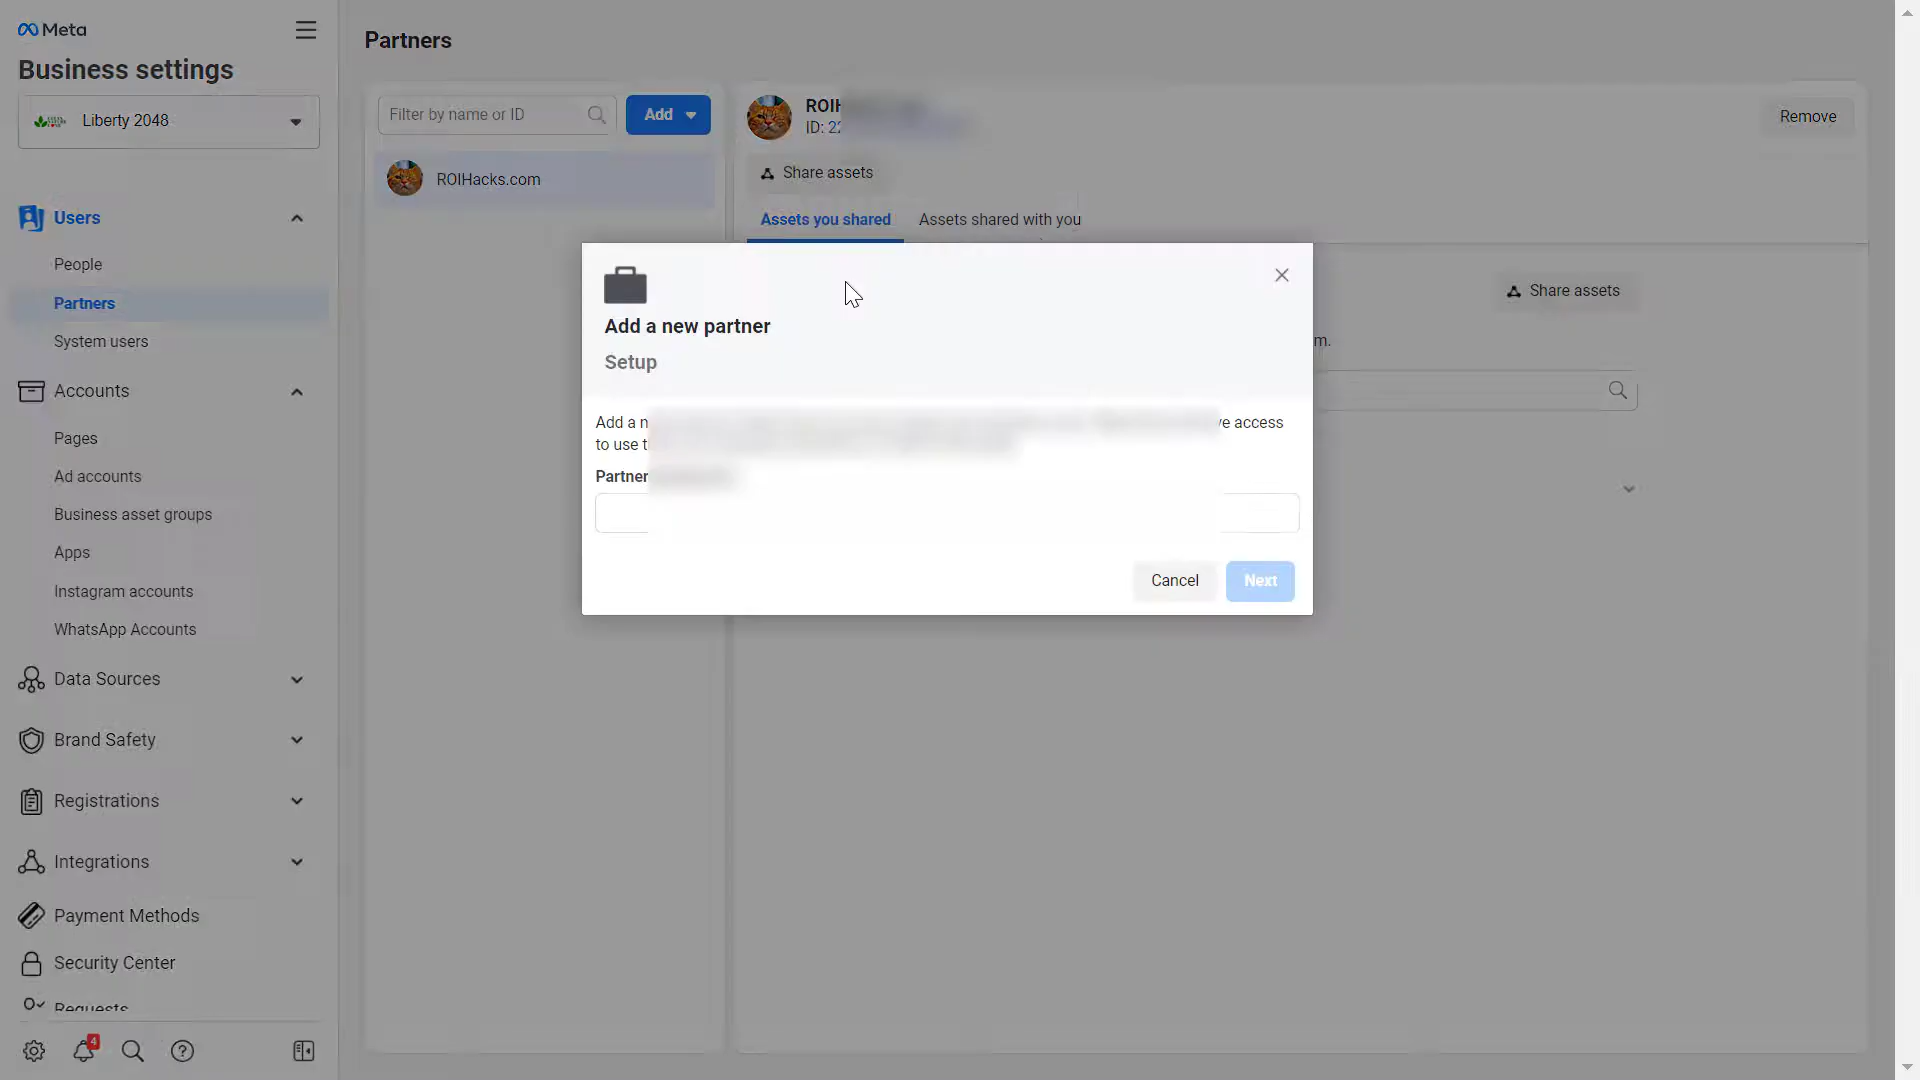 Meta
Business settings
Liberty 2048
Users
People
Partners
System users
Accounts
Pages
Ad accounts
Business asset groups
Apps
Instagram accounts
WhatsApp Accounts
Data Sources
Brand Safety
Registrations
Integrations
Payment Methods
Security Center
Requests
4
Partners
Filter by name or ID
Add
ROIHacks.com
ROIH
ID: 22
Remove
Share assets
Assets you shared
Assets shared with you
Share assets
m.
Add a new partner
Setup
Add a access
to use
Partner
Cancel
Next